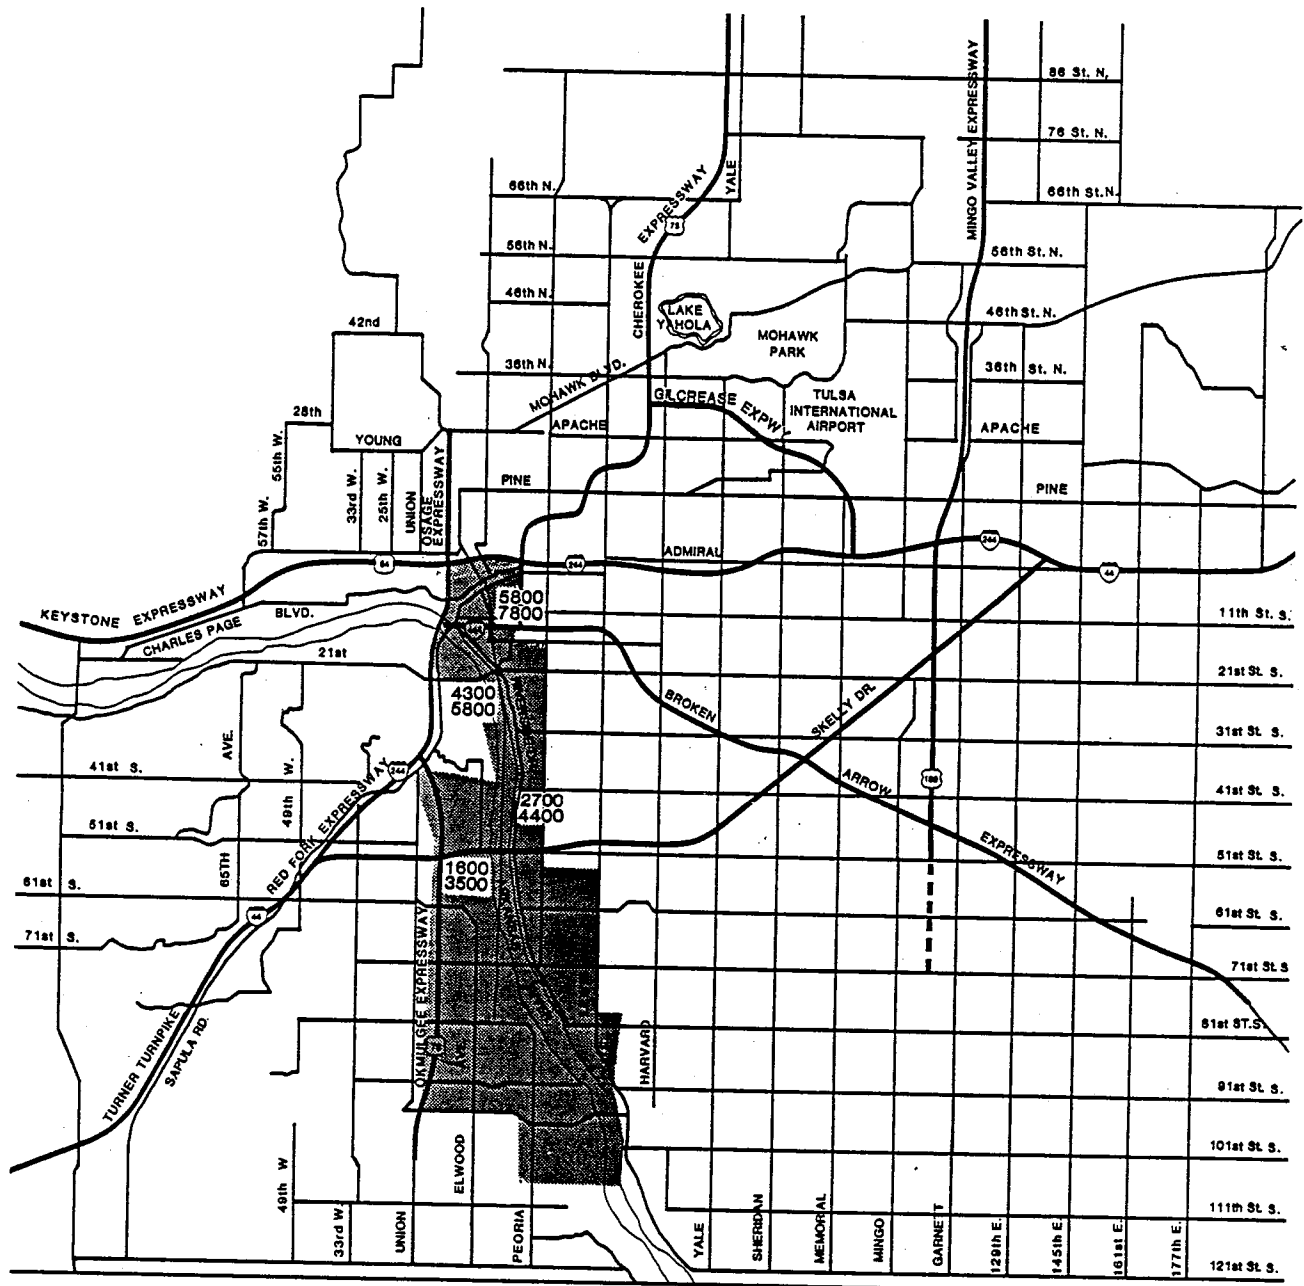 86 St. N.
MINGO VALLEY EXPRESSWAY
76 St. N.
YALE
66th N.
66th St. N.
EXPRESSWAY
75
56th N.
56th St. N.
CHEROKEE
46th N.
LAKE
YAHOLA
46th St. N.
42nd
MOHAWK
PARK
36th N.
MOHAWK BLVD.
36th St. N.
GILCREASE EXPWY
TULSA
INTERNATIONAL
AIRPORT
28th
APACHE
APACHE
YOUNG
55th W.
33rd W.
25th W.
UNION
OSAGE
EXPRESSWAY
PINE
PINE
57th W.
ADMIRAL
244
64
244
44
KEYSTONE EXPRESSWAY
5800
7800
11th St. S.
CHARLES PAGE
BLVD.
444
21st
21st St. S.
4300
5800
BROKEN
SKELLY DR.
31st St. S.
AVE.
49th W.
41st S.
244
169
ARROW
41st St. S.
2700
4400
51st S.
EXPRESSWAY
51st St. S.
65TH
RED FORK EXPRESSWAY
1600
3500
61st S.
44
61st St. S.
71st S.
71st St. S
OKMULGEE EXPRESSWAY
81st ST.S.
TURNER TURNPIKE
SAPULA RD.
AVE.
HARVARD
91st St. S.
101st St. S.
49th W
ELWOOD
111th St. S.
33rd W.
UNION
PEORIA
YALE
SHERIDAN
MEMORIAL
MINGO
GARNETT
129th E.
145th E.
161st E.
177th E.
121st St. S.